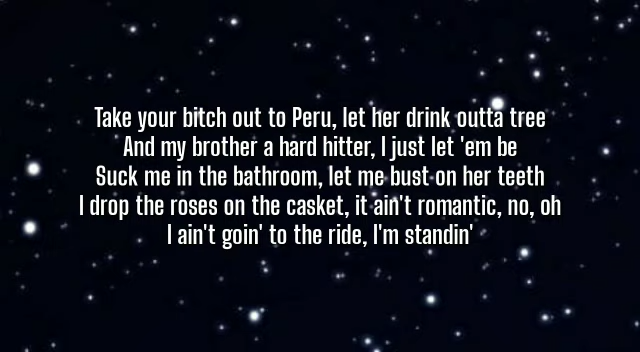 Take your bitch out to Peru, let her drink outta tree
And my brother a hard hitter, I just let 'em be
Suck me in the bathroom, let me bust on her teeth
I drop the roses on the casket, it ain't romantic, no, oh
I ain't goin' to the ride, I'm standin'